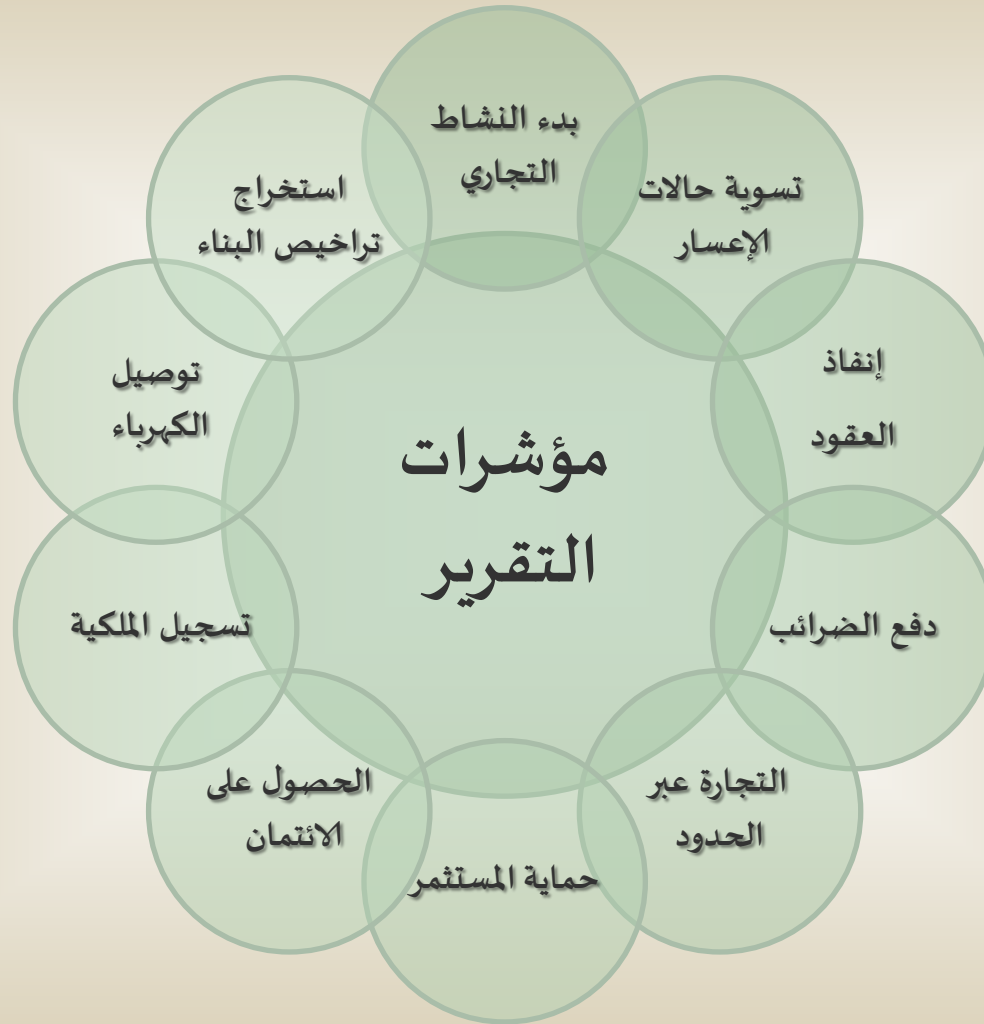 مؤشرات
التقرير
بدء النشاط
التجاري
تسوية حالات
الإعسار
إنفاذ
العقود
دفع الضرائب
التجارة عبر
الحدود
حماية المستثمر
الحصول على
الائتمان
تسجيل الملكية
توصيل
الكهرباء
استخراج
تراخيص البناء